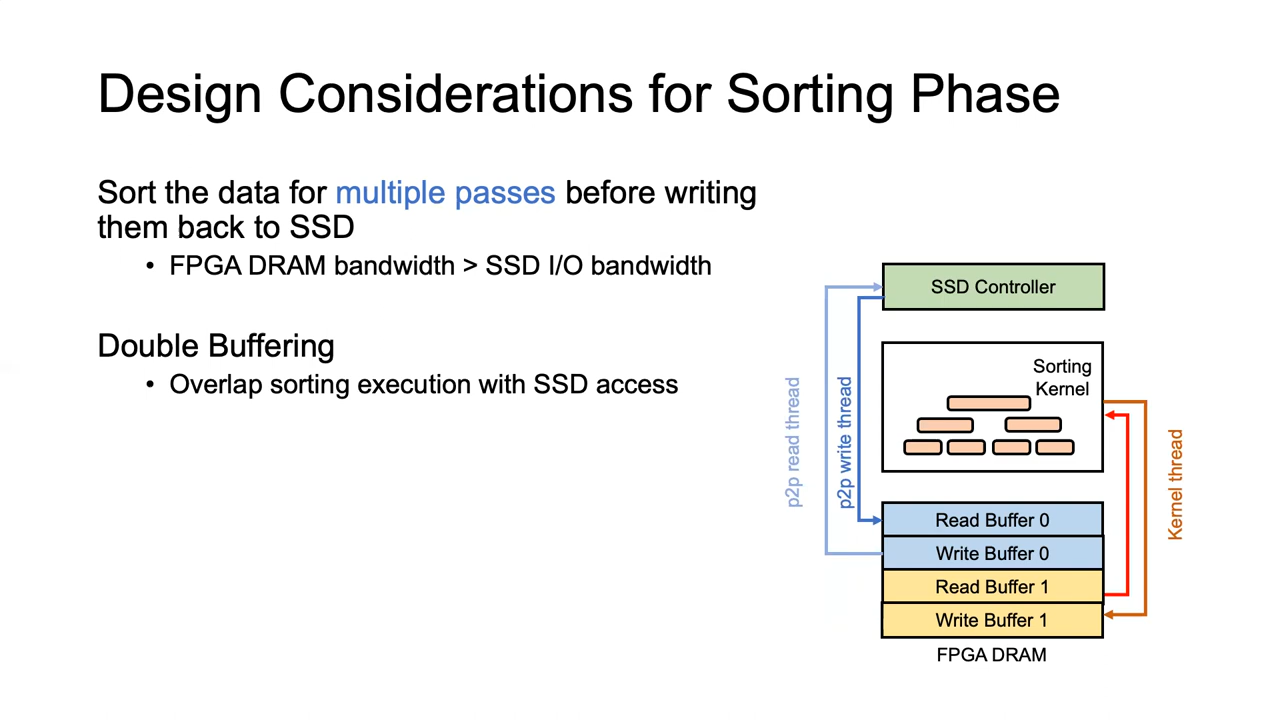 Design Considerations for Sorting Phase
Sort the data for multiple passes before writing
them back to SSD
• FPGA DRAM bandwidth > SSD I/O bandwidth
Double Buffering
• Overlap sorting execution with SSD access
SSD Controller
Sorting
Kernel
p2p read thread
p2p write thread
Kernel thread
Read Buffer 0
Write Buffer 0
Read Buffer 1
Write Buffer 1
FPGA DRAM